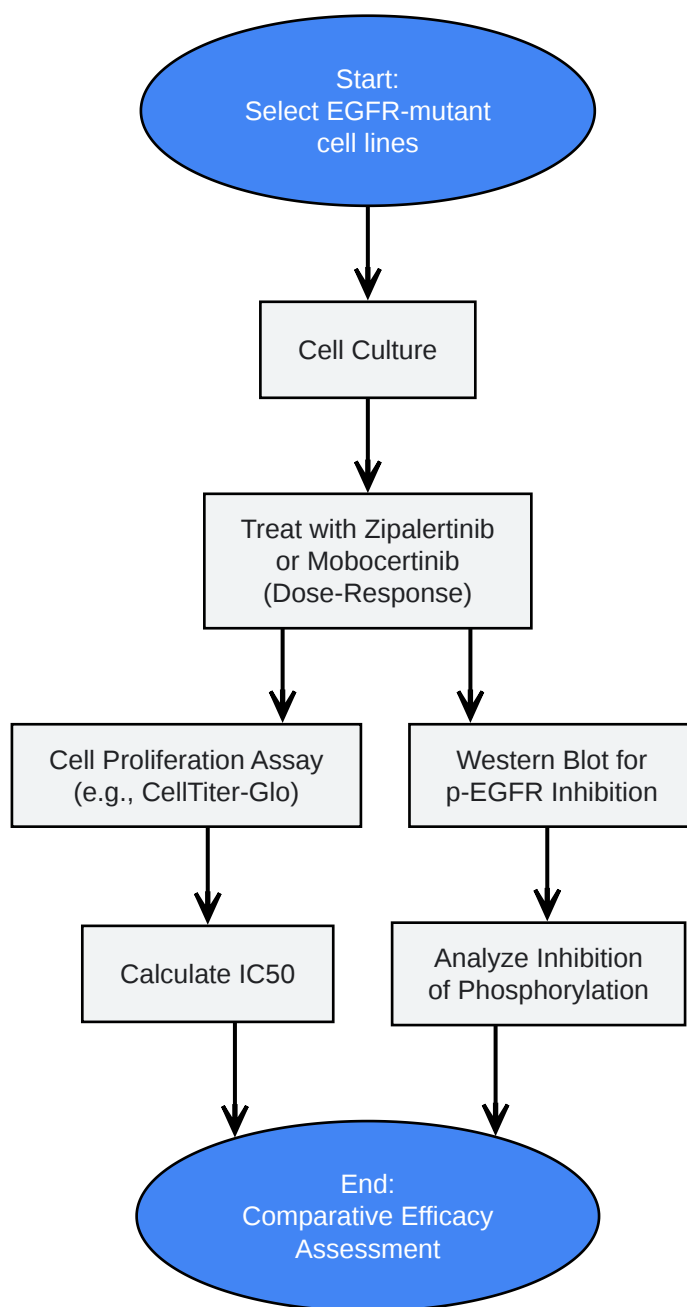 Start:
Select EGFR-mutant
cell lines
Cell Culture
Treat with Zipalertinib
or Mobocertinib
(Dose-Response)
Cell Proliferation Assay
(e.g., CellTiter-Glo)
Western Blot for
p-EGFR Inhibition
Calculate IC50
Analyze Inhibition
of Phosphorylation
End:
Comparative Efficacy
Assessment